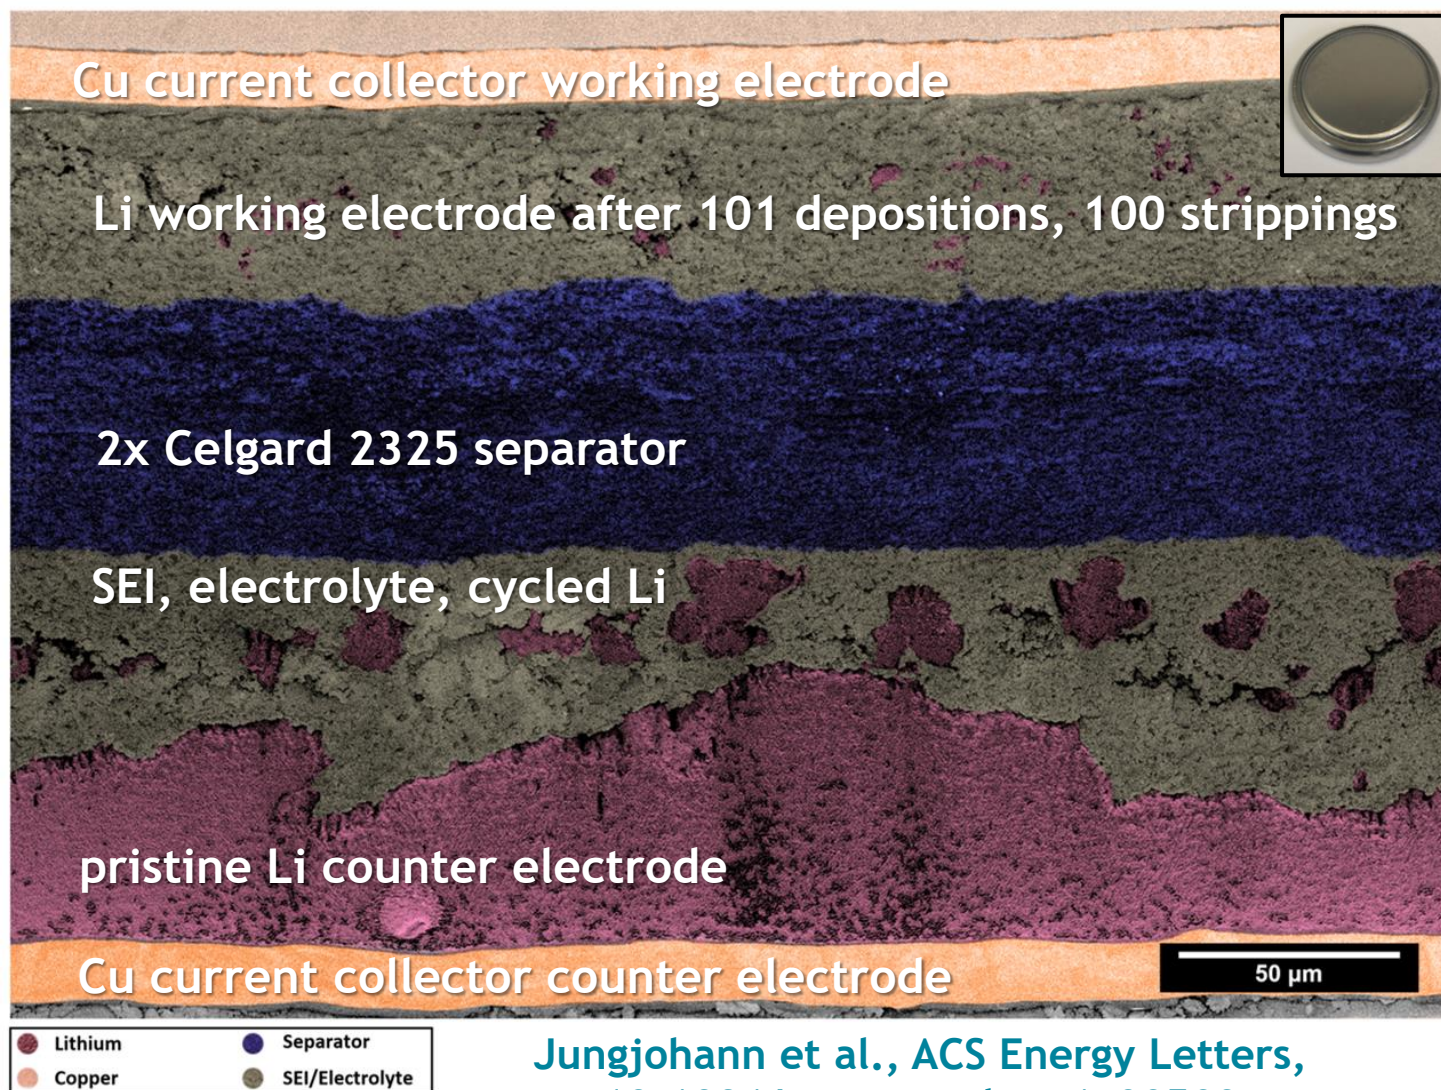 Cu current collector working electrode
Li working electrode after 101 depositions, 100 strippings
2x Celgard 2325 separator
SEI, electrolyte, cycled Li
pristine Li counter electrode
Cu current collector counter electrode
50 µm
Lithium
Separator
Copper
SEI/Electrolyte
Jungjohann et al., ACS Energy Letters,